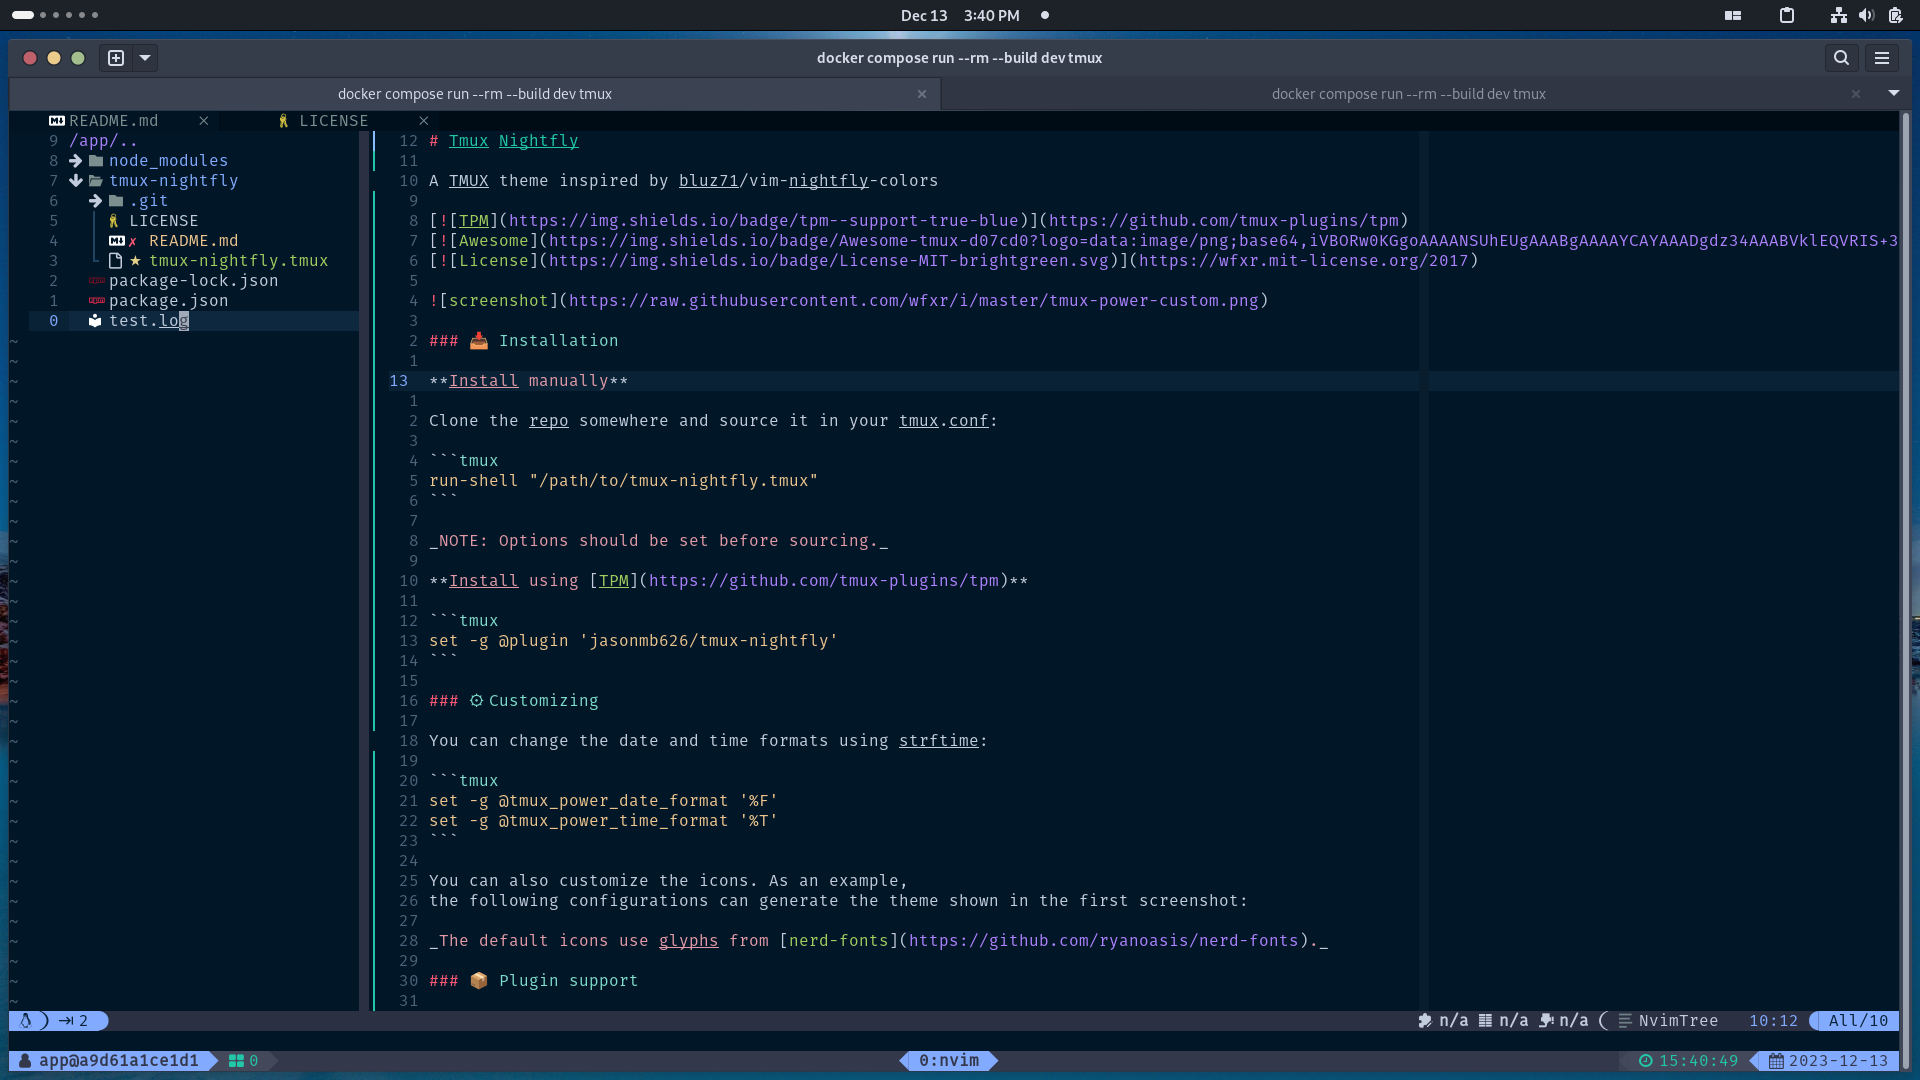 Dec 13 3:40 PM
docker compose run --rm --build dev tmux
docker compose run --rm --build dev tmux
docker compose run --rm --build dev tmux
README.md
LICENSE
9 /app/..
8 node_modules
7 tmux-nightfly
6 .git
5 LICENSE
4 ✗ README.md
3 ★ tmux-nightfly.tmux
2 package-lock.json
1 package.json
0 test.log
12 # Tmux Nightfly
11
10 A TMUX theme inspired by bluz71/vim-nightfly-colors
9
8 [![TPM](https://img.shields.io/badge/tpm--support-true-blue)](https://github.com/tmux-plugins/tpm)
7 [![Awesome](https://img.shields.io/badge/Awesome-tmux-d07cd0?logo=data:image/png;base64,iVBORw0KGgoAAAANSUhEUgAAABgAAAAYCAYAAADgdz34AAABVklEQVRIS+3
6 [![License](https://img.shields.io/badge/License-MIT-brightgreen.svg)](https://wfxr.mit-license.org/2017)
5
4 ![screenshot](https://raw.githubusercontent.com/wfxr/i/master/tmux-power-custom.png)
3
2 ### 📥 Installation
1
13 **Install manually**
1
2 Clone the repo somewhere and source it in your tmux.conf:
3
4 ```tmux
5 run-shell "/path/to/tmux-nightfly.tmux"
6 ```
7
8 _NOTE: Options should be set before sourcing._
9
10 **Install using [TPM](https://github.com/tmux-plugins/tpm)**
11
12 ```tmux
13 set -g @plugin 'jasonmb626/tmux-nightfly'
14 ```
15
16 ### ⚙ Customizing
17
18 You can change the date and time formats using strftime:
19
20 ```tmux
21 set -g @tmux_power_date_format '%F'
22 set -g @tmux_power_time_format '%T'
23 ```
24
25 You can also customize the icons. As an example,
26 the following configurations can generate the theme shown in the first screenshot:
27
28 _The default icons use glyphs from [nerd-fonts](https://github.com/ryanoasis/nerd-fonts)._
29
30 ### 📦 Plugin support
31
2 n/a n/a n/a NvimTree 10:12 All/10
app@a9d61a1ce1d1 0 0:nvim 15:40:49 2023-12-13